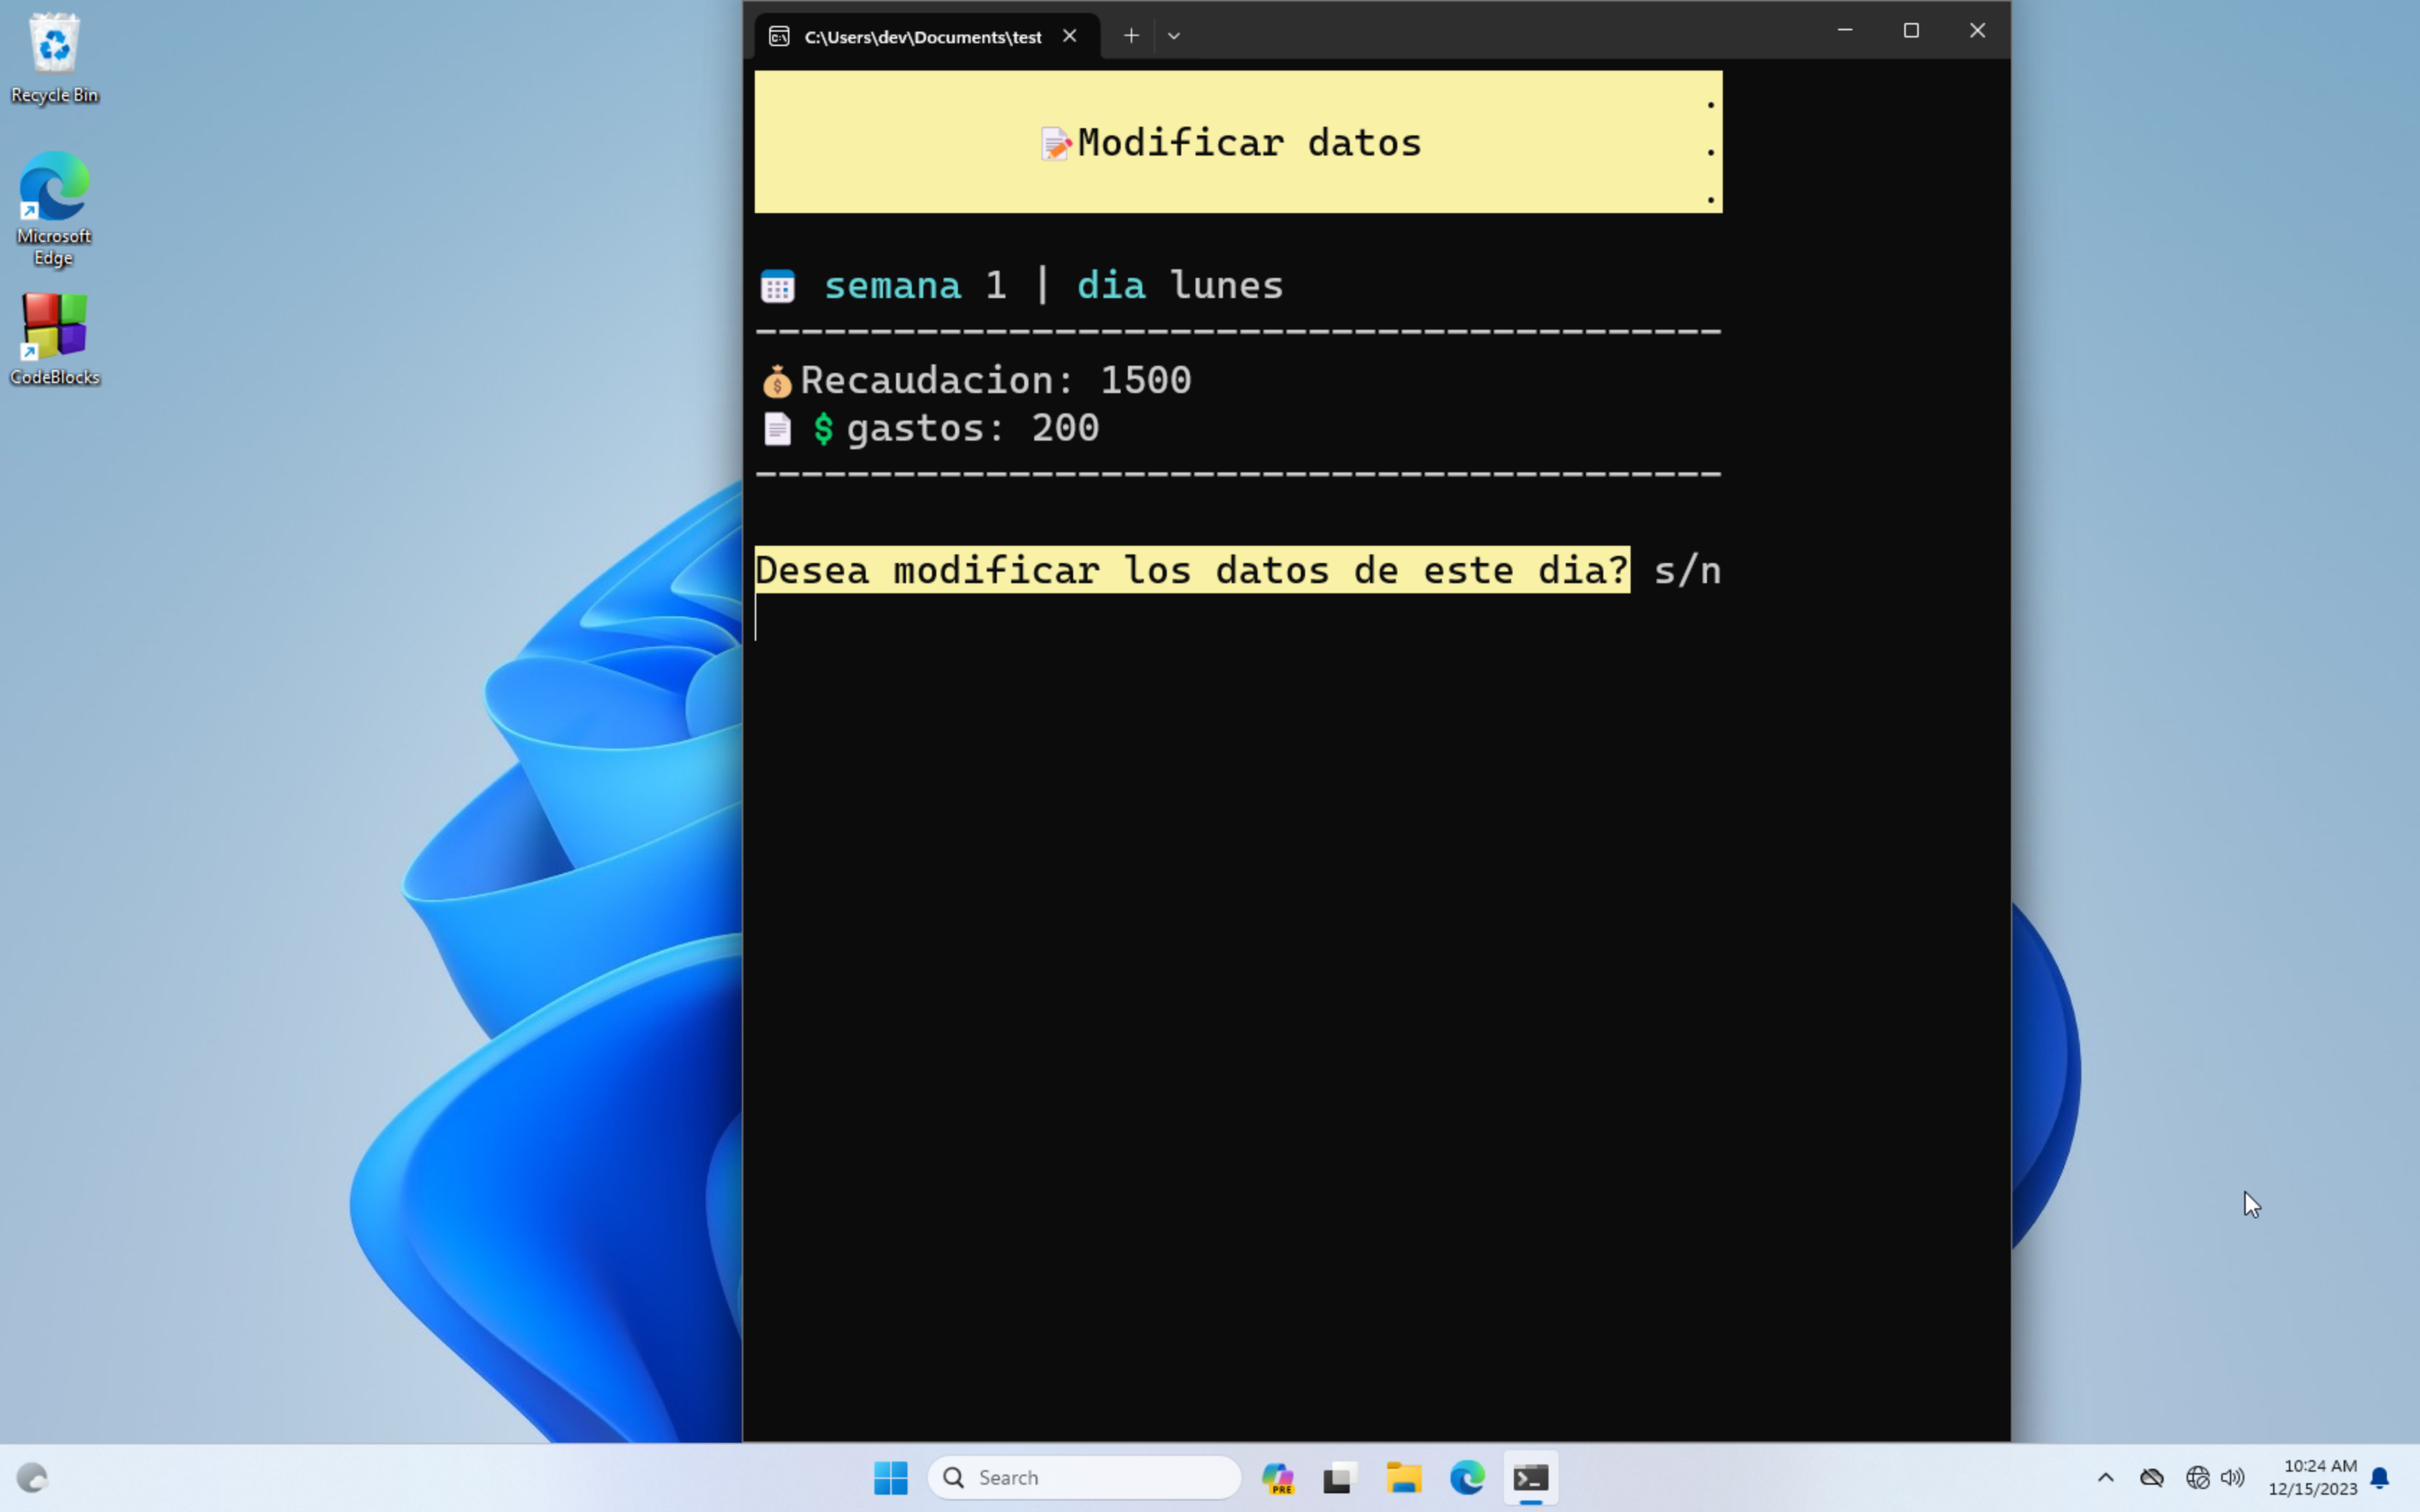 Recycle Bin
Microsoft
Edge
CodeBlocks
C:\Users\dev\Documents\test
.
Modificar datos
.
.
semana 1 | dia lunes
------------------------------------------
Recaudacion: 1500
$ gastos: 200
------------------------------------------
Desea modificar los datos de este dia? s/n
Search
PRE
10:24 AM
12/15/2023